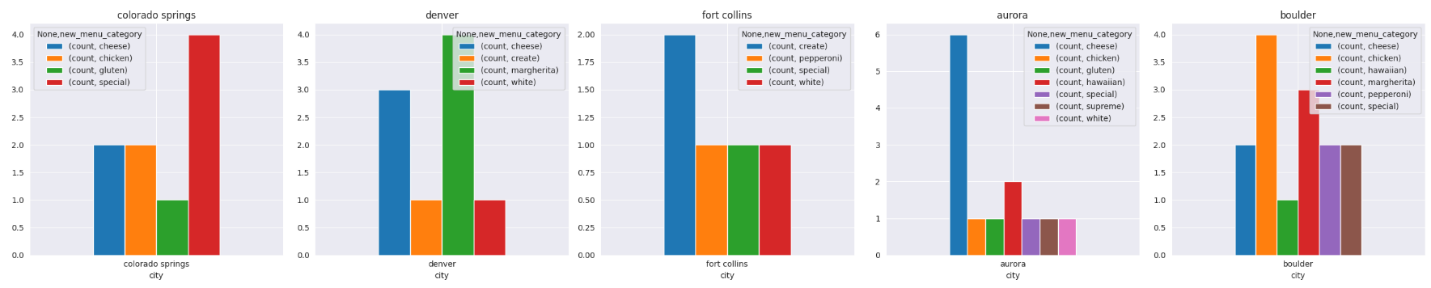 colorado springs
None,new_menu_category
(count, cheese)
(count, chicken)
(count, gluten)
(count, special)
4.0
3.5
3.0
2.5
2.0
1.5
1.0
0.5
0.0
colorado springs
city
denver
None,new_menu_category
(count, cheese)
(count, create)
(count, margherita)
(count, white)
4.0
3.5
3.0
2.5
2.0
1.5
1.0
0.5
0.0
denver
city
fort collins
None,new_menu_category
(count, create)
(count, pepperoni)
(count, special)
(count, white)
2.00
1.75
1.50
1.25
1.00
0.75
0.50
0.25
0.00
fort collins
city
aurora
None,new_menu_category
(count, cheese)
(count, chicken)
(count, gluten)
(count, hawaiian)
(count, special)
(count, supreme)
(count, white)
6
5
4
3
2
1
0
aurora
city
boulder
None,new_menu_category
(count, cheese)
(count, chicken)
(count, hawaiian)
(count, margherita)
(count, pepperoni)
(count, special)
4.0
3.5
3.0
2.5
2.0
1.5
1.0
0.5
0.0
boulder
city